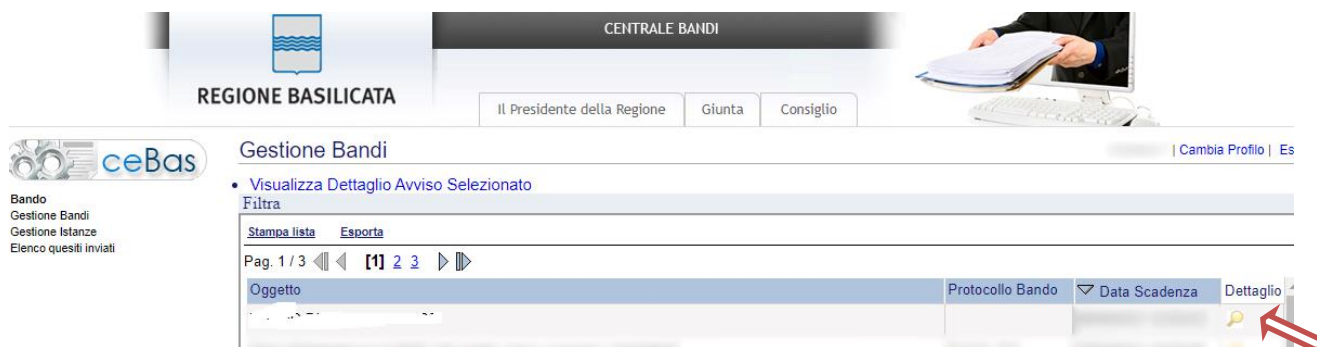 CENTRALE BANDI
REGIONE BASILICATA
Il Presidente della Regione Giunta Consiglio
ceBas
Gestione Bandi
| Cambia Profilo | Es
Bando
Gestione Bandi
Gestione Istanze
Elenco quesiti inviati
• Visualizza Dettaglio Avviso Selezionato
Filtra
Stampa lista Esporta
Pag. 1 / 3 [1] 2 3
Oggetto Protocollo Bando Data Scadenza Dettaglio